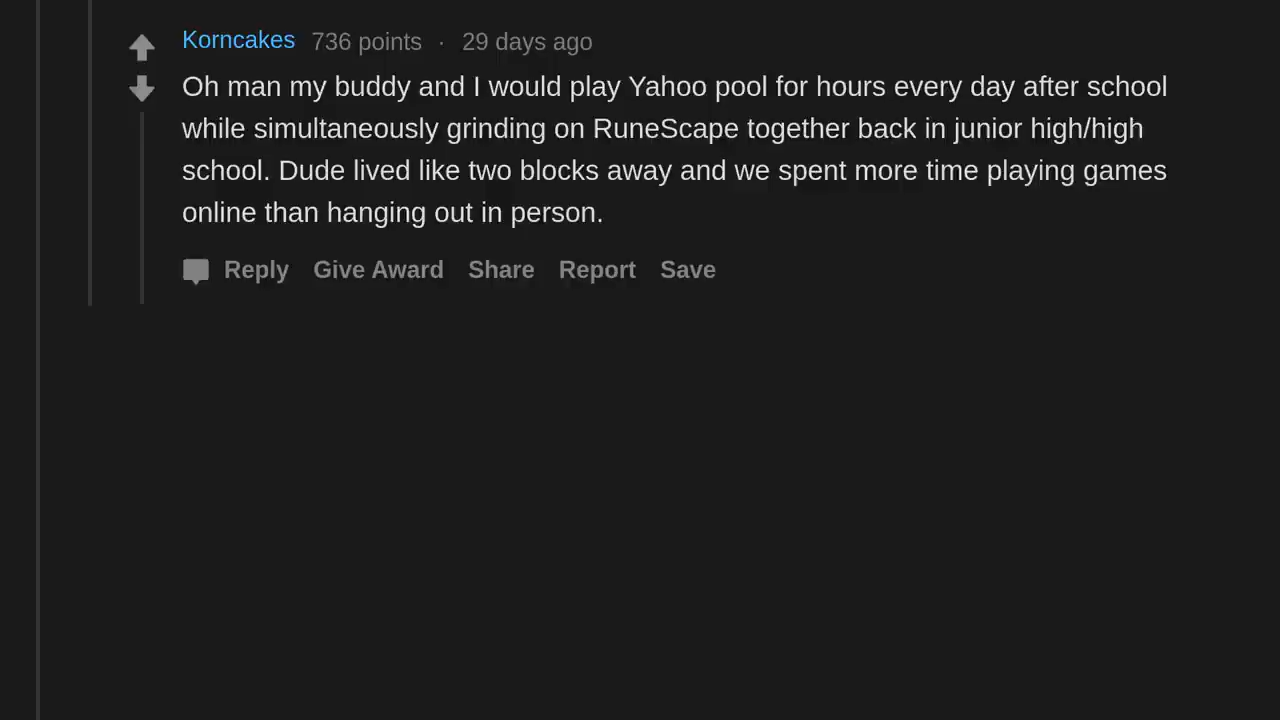 Korncakes 736 points · 29 days ago
Oh man my buddy and I would play Yahoo pool for hours every day after school
while simultaneously grinding on RuneScape together back in junior high/high
school. Dude lived like two blocks away and we spent more time playing games
online than hanging out in person.
Reply Give Award Share Report Save